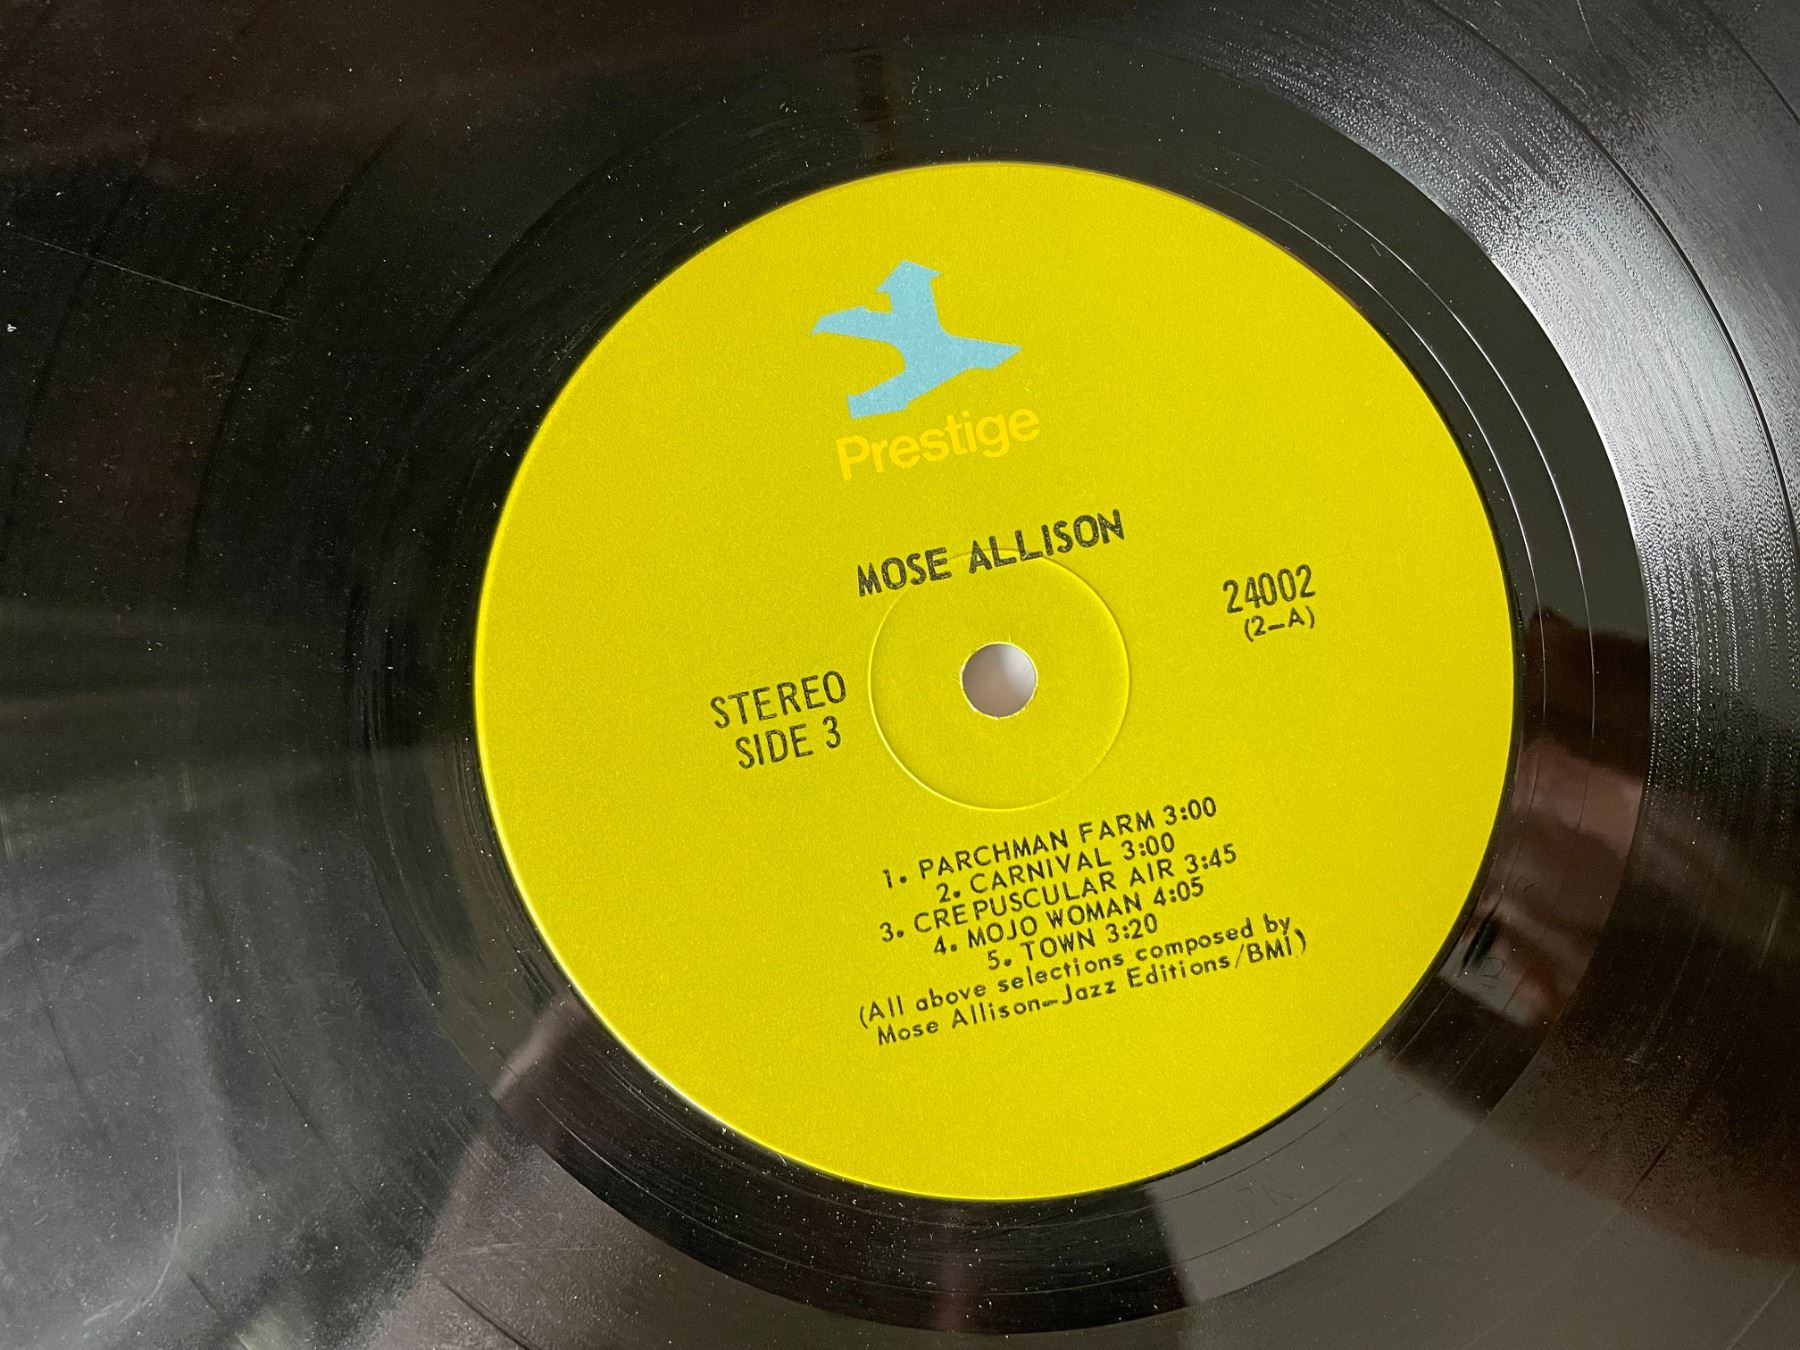 Prestige
MOSE ALLISON
24002
(2-A)
STEREO
SIDE 3
1. PARCHMAN FARM 3:00
2. CARNIVAL 3:00
3. CREPUSCULAR AIR 3:45
4. MOJO WOMAN 4:05
5. TOWN 3:20
(All above selections composed by
Mose Allison-Jazz Editions/BMI)